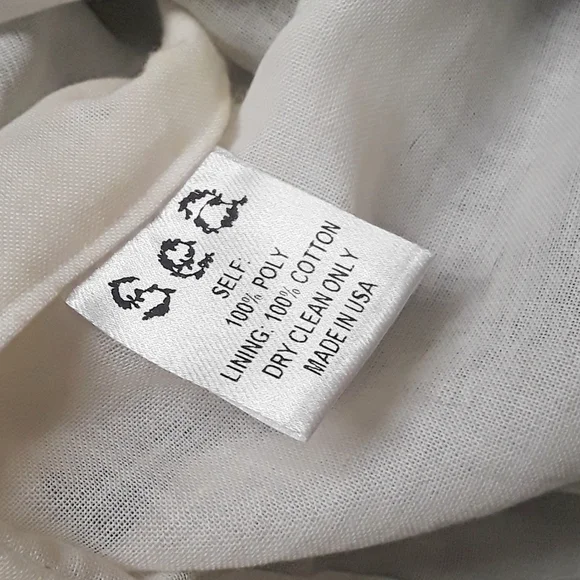 SELF:
100% POLY
LINING: 100% COTTON
DRY CLEAN ONLY
MADE IN USA